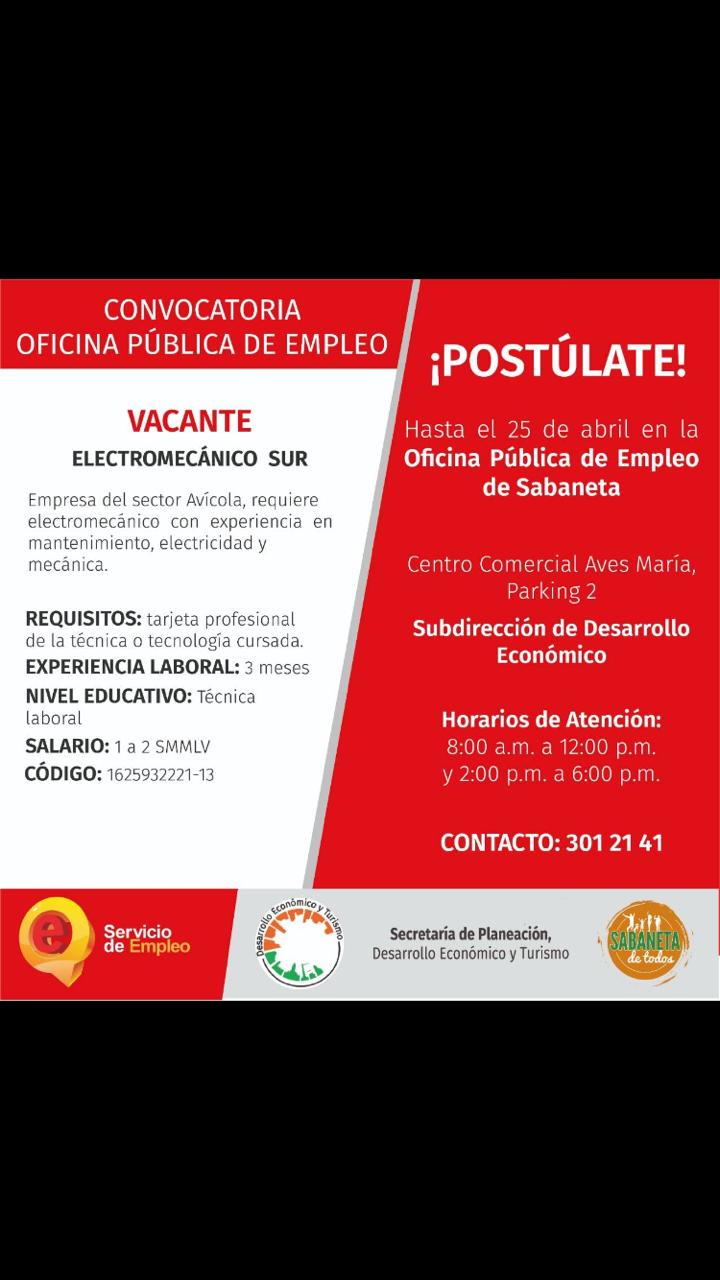 CONVOCATORIA
OFICINA PÚBLICA DE EMPLEO
VACANTE
ELECTROMECÁNICO SUR
Empresa del sector Avícola, requiere
electromecánico con experiencia en
mantenimiento, electricidad y
mecánica.
REQUISITOS: tarjeta profesional
de la técnica o tecnología cursada.
EXPERIENCIA LABORAL: 3 meses
NIVEL EDUCATIVO: Técnica
laboral
SALARIO: 1 a 2 SMMLV
CÓDIGO: 1625932221-13
¡POSTÚLATE!
Hasta el 25 de abril en la
Oficina Pública de Empleo
de Sabaneta
Centro Comercial Aves María,
Parking 2
Subdirección de Desarrollo
Económico
Horarios de Atención:
8:00 a.m. a 12:00 p.m.
y 2:00 p.m. a 6:00 p.m.
CONTACTO: 301 21 41
e
Servicio
de Empleo
Desarrollo Económico y Turismo
Secretaría de Planeación,
Desarrollo Económico y Turismo
SABANETA
de todos